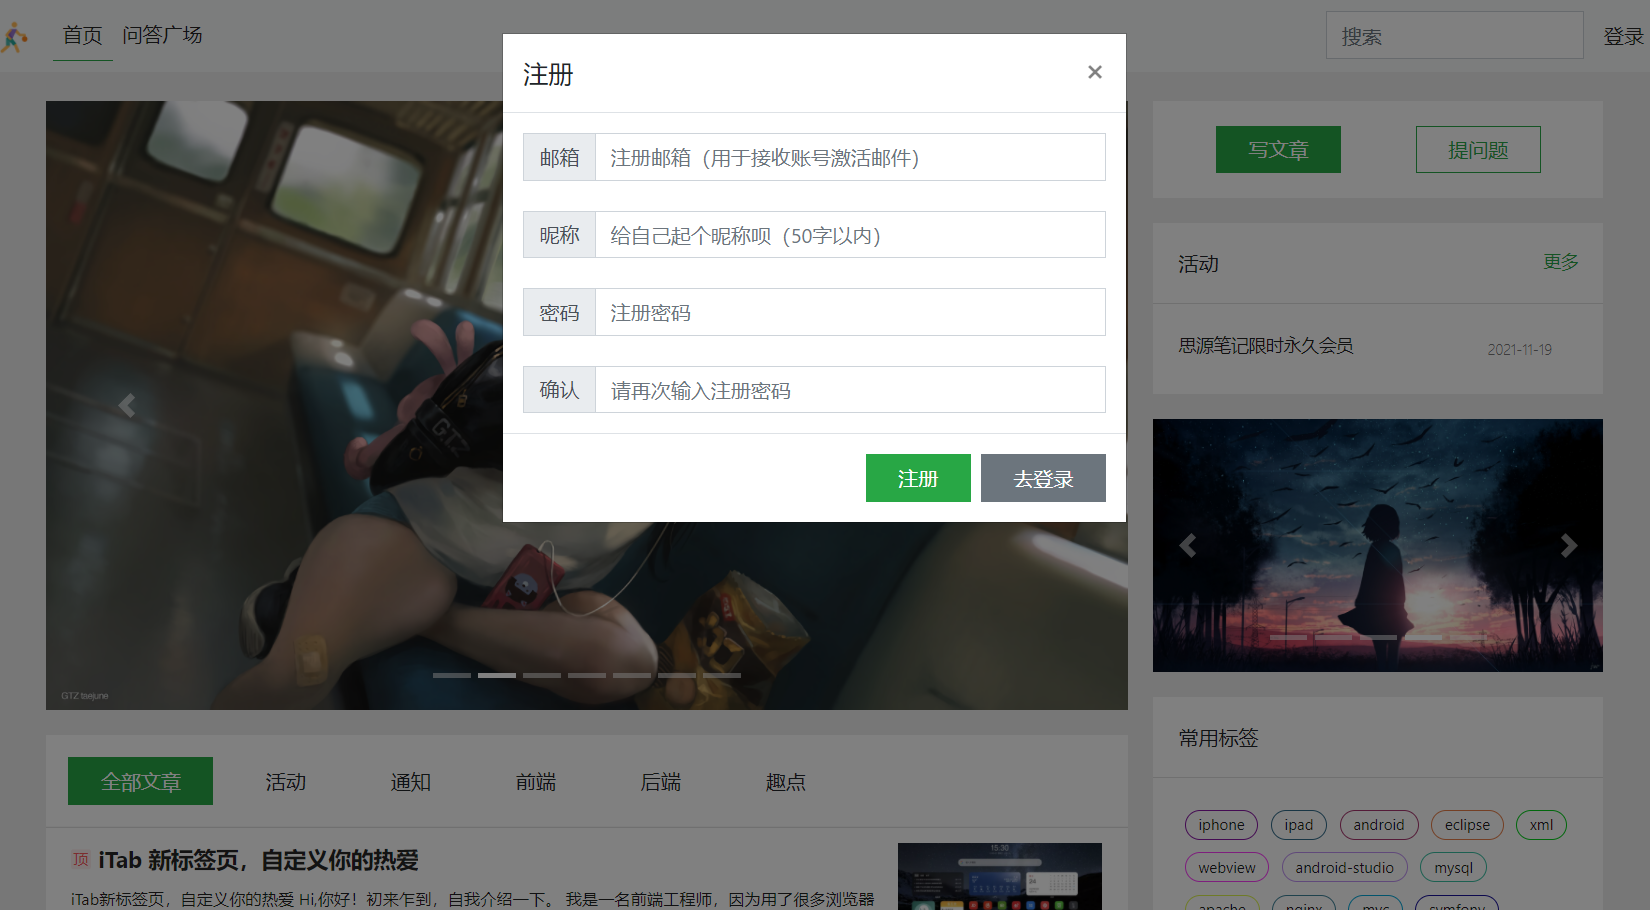 首页 问答广场 搜索 登录
注册 ×
邮箱 注册邮箱（用于接收账号激活邮件）
昵称 给自己起个昵称呗（50字以内）
密码 注册密码
确认 请再次输入注册密码
注册 去登录
GTZ taejune
写文章 提问题
活动 更多
思源笔记限时永久会员 2021-11-19
全部文章 活动 通知 前端 后端 趣点
顶 iTab 新标签页，自定义你的热爱
iTab新标签页，自定义你的热爱 Hi,你好！初来乍到，自我介绍一下。 我是一名前端工程师，因为用了很多浏览器
15:30
常用标签
iphone ipad android eclipse xml
webview android-studio mysql
apache nginx mvc symfony